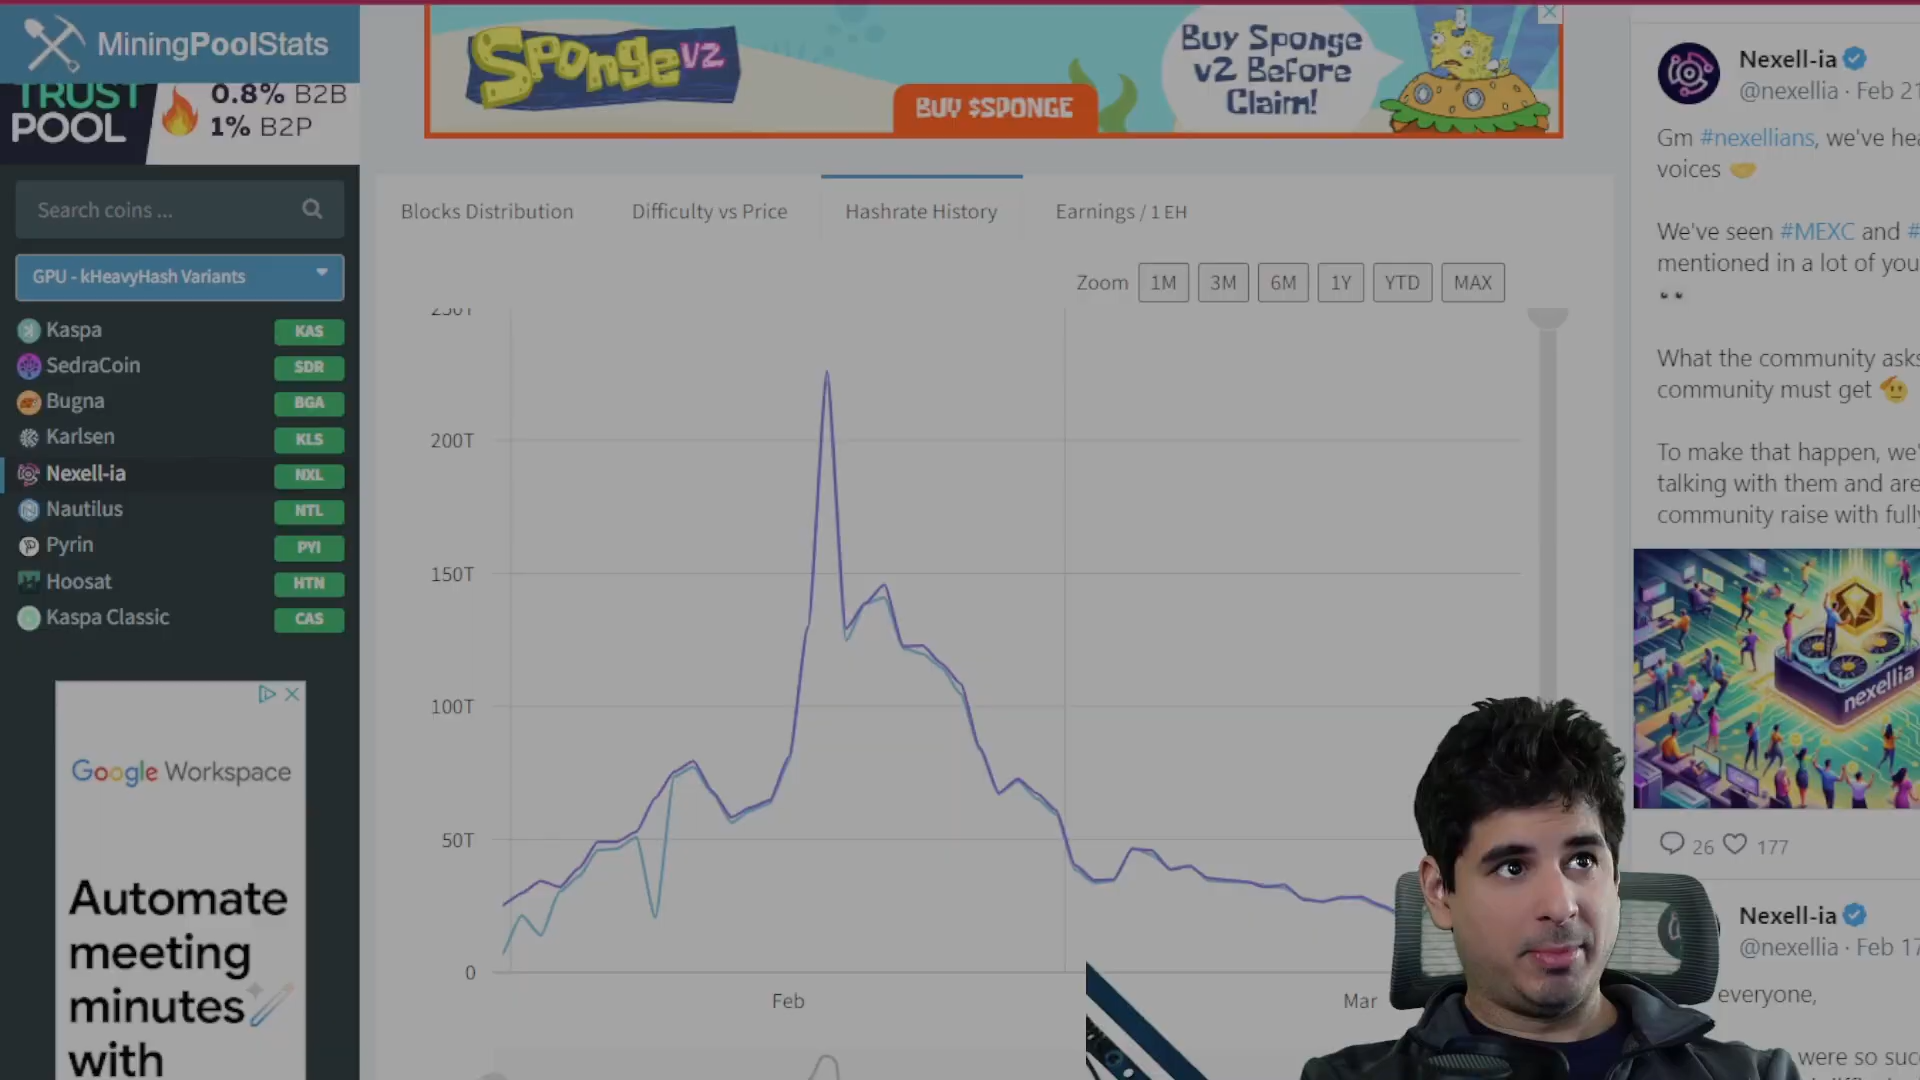 MiningPoolStats
TRUST
POOL
0.8% B2B
1% B2P
Search coins ...
GPU - kHeavyHash Variants
Kaspa KAS
SedraCoin SDR
Bugna BGA
Karlsen KLS
Nexell-ia NXL
Nautilus NTL
Pyrin PYI
Hoosat HTN
Kaspa Classic CAS
Google Workspace
Automate
meeting
minutes
with
Sponge V2
BUY $SPONGE
Buy Sponge
v2 Before
Claim!
Blocks Distribution
Difficulty vs Price
Hashrate History
Earnings / 1 EH
Zoom 1M 3M 6M 1Y YTD MAX
250T
200T
150T
100T
50T
0
Feb
Mar
Nexell-ia
@nexellia · Feb 21
Gm #nexellians, we've hea
voices
We've seen #MEXC and #
mentioned in a lot of you
What the community asks
community must get
To make that happen, we'
talking with them and are
community raise with fully
nexellia
26 177
Nexell-ia
@nexellia · Feb 17
everyone,
were so suc